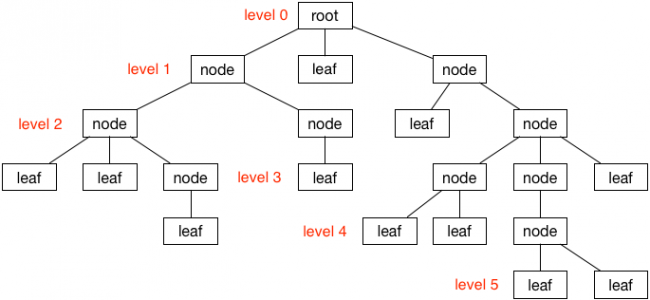 level 0 root
level 1 node leaf node
level 2 node node leaf node
leaf leaf node level 3 leaf node node leaf
leaf level 4 leaf leaf node
level 5 leaf leaf